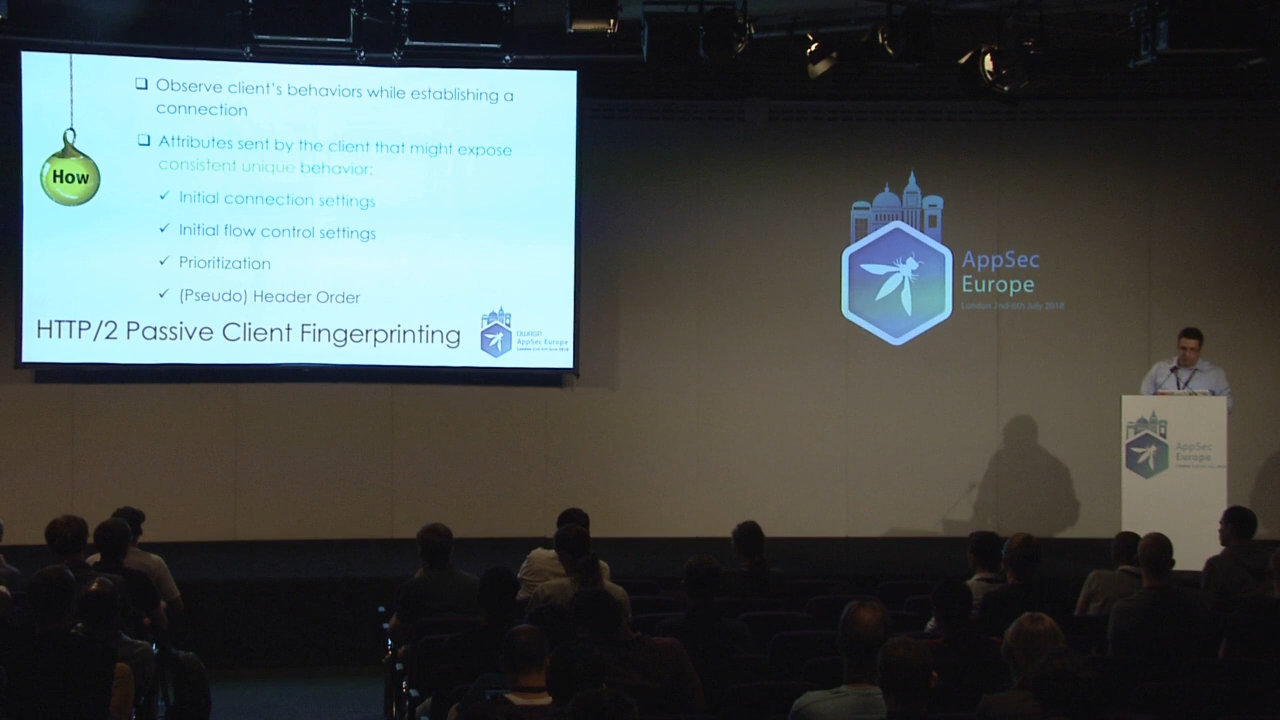 How
❑ Observe client's behaviors while establishing a
connection
❑ Attributes sent by the client that might expose
consistent unique behavior:
✓ Initial connection settings
✓ Initial flow control settings
✓ Prioritization
✓ (Pseudo) Header Order
HTTP/2 Passive Client Fingerprinting
OWASP
AppSec Europe
AppSec
Europe
London 2nd-6th July 2018
AppSec
Europe